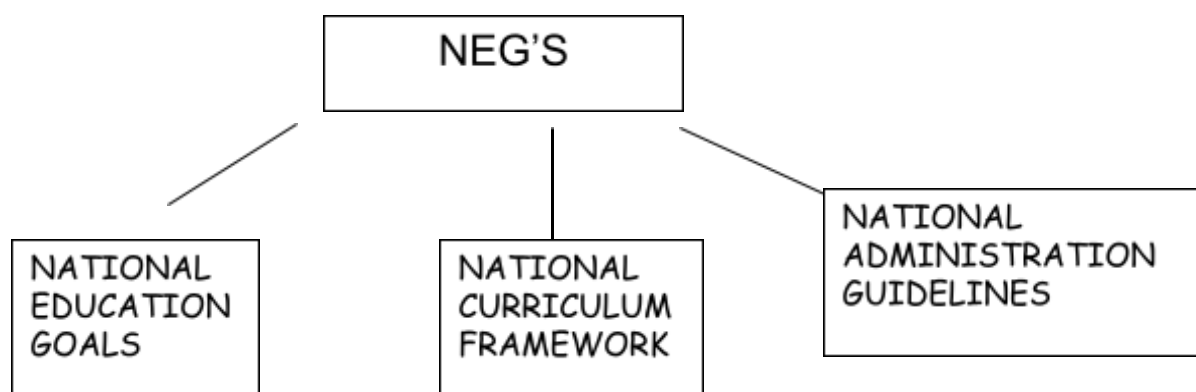 NEG'S
NATIONAL
EDUCATION
GOALS
NATIONAL
CURRICULUM
FRAMEWORK
NATIONAL
ADMINISTRATION
GUIDELINES